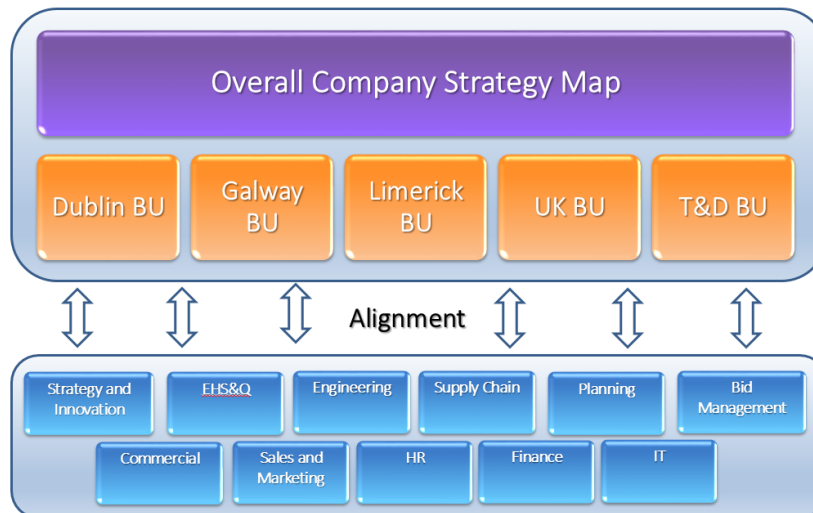 Overall Company Strategy Map
Dublin BU
Galway
BU
Limerick
BU
UK BU
T&D BU
Alignment
Strategy and
Innovation
EHS&Q
Engineering
Supply Chain
Planning
Bid
Management
Commercial
Sales and
Marketing
HR
Finance
IT